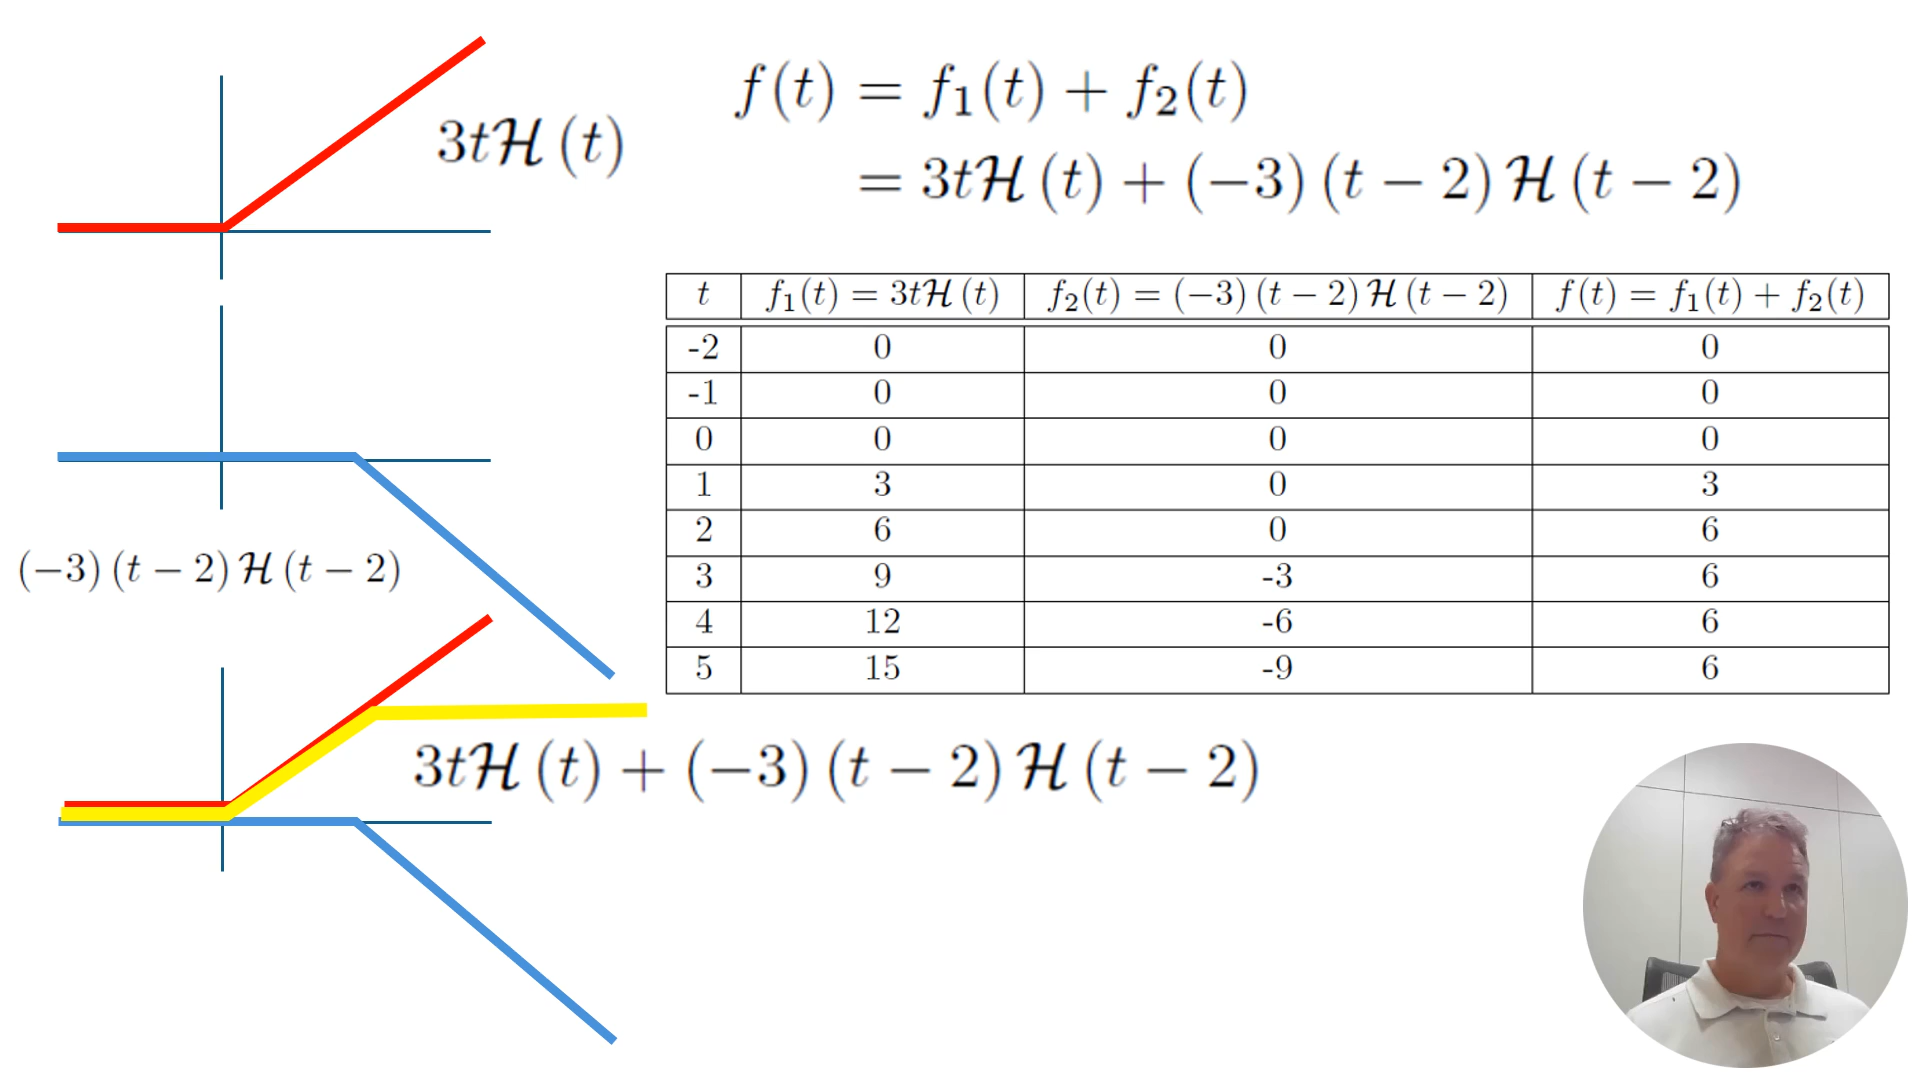 3tℋ(t)
f(t) = f₁(t) + f₂(t)
= 3tℋ(t) + (−3)(t − 2)ℋ(t − 2)
t f₁(t) = 3tℋ(t) f₂(t) = (−3)(t − 2)ℋ(t − 2) f(t) = f₁(t) + f₂(t)
-2 0 0 0
-1 0 0 0
0 0 0 0
1 3 0 3
2 6 0 6
3 9 -3 6
4 12 -6 6
5 15 -9 6
(−3)(t − 2)ℋ(t − 2)
3tℋ(t) + (−3)(t − 2)ℋ(t − 2)